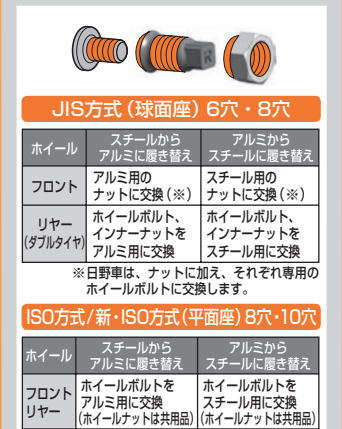 JIS方式(球面座)6穴・8穴
ホイール
スチールから
アルミに履き替え
アルミから
スチールに履き替え
フロント
アルミ用の
ナットに交換(※)
スチール用の
ナットに交換(※)
リヤー
(ダブルタイヤ)
ホイールボルト、
インナーナットを
アルミ用に交換
ホイールボルト、
インナーナットを
スチール用に交換
※日野車は、ナットに加え、それぞれ専用の
ホイールボルトに交換します。
ISO方式/新・ISO方式(平面座)8穴・10穴
ホイール
スチールから
アルミに履き替え
アルミから
スチールに履き替え
フロント
リヤー
ホイールボルトを
アルミ用に交換
(ホイールナットは共用品)
ホイールボルトを
スチール用に交換
(ホイールナットは共用品)